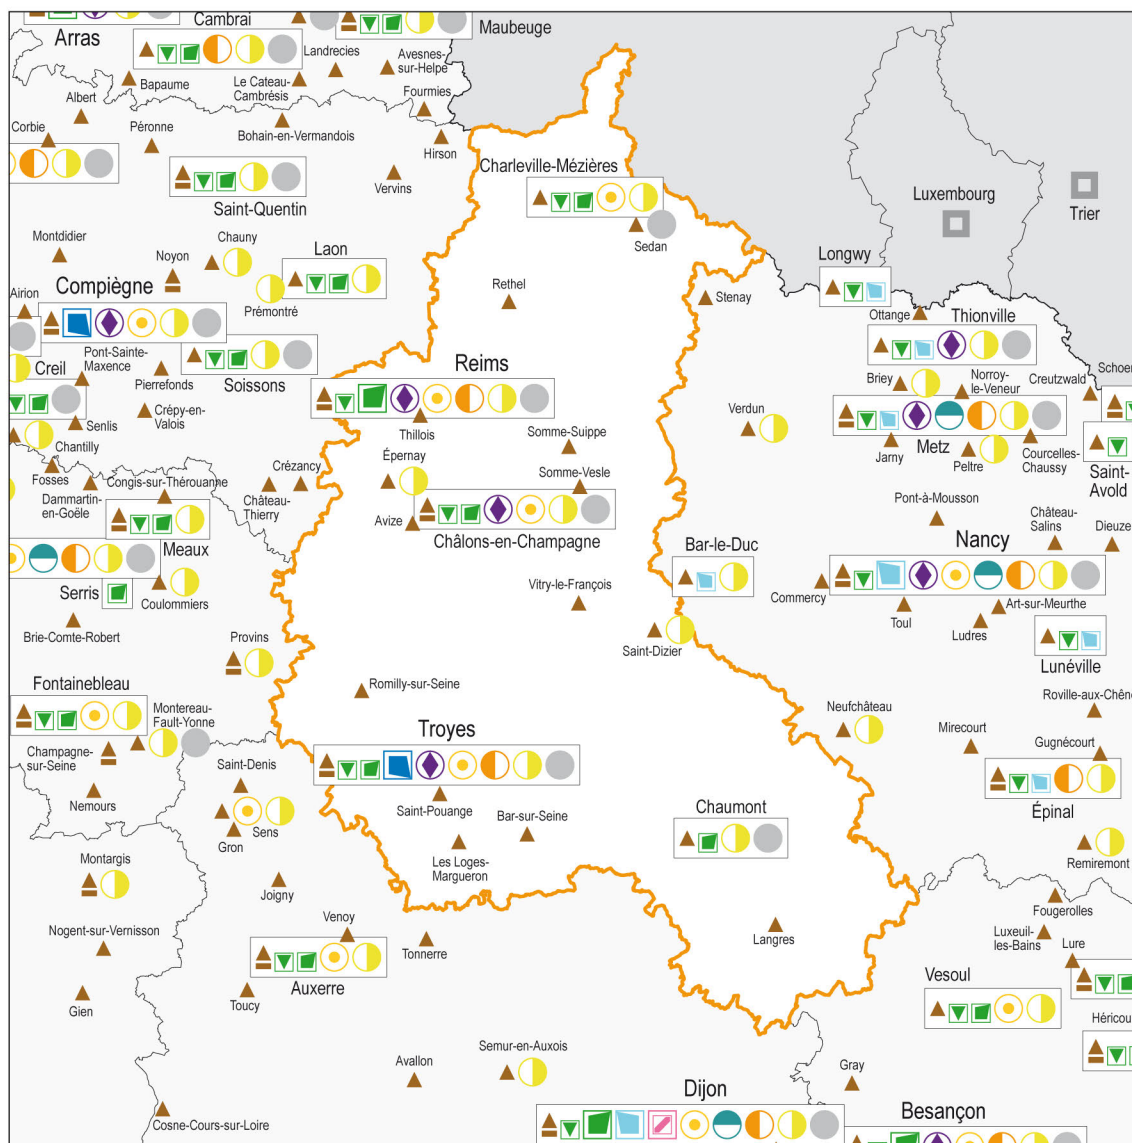 Cambrai
Maubeuge
Arras
Landrecies
Avesnes-
sur-Helpe
Bapaume
Le Cateau-
Cambrésis
Fourmies
Albert
Corbie
Péronne
Bohain-en-Vermandois
Hirson
Charleville-Mézières
Vervins
Saint-Quentin
Luxembourg
Trier
Sedan
Montdidier
Chauny
Laon
Longwy
Noyon
Rethel
Stenay
Airion
Compiègne
Prémontré
Ottange
Thionville
Pont-Sainte-
Maxence
Creil
Pierrefonds
Soissons
Reims
Briey
Norroy-
le-Veneur
Creutzwald
Crépy-en-
Valois
Verdun
Senlis
Thillois
Somme-Suippe
Metz
Jarny
Peltre
Courcelles-
Chaussy
Saint-
Avold
Chantilly
Épernay
Fosses
Crézancy
Somme-Vesle
Dammartin-
en-Goële
Congis-sur-Thérouanne
Château-
Thierry
Pont-à-Mousson
Château-
Salins
Dieuze
Avize
Châlons-en-Champagne
Nancy
Meaux
Bar-le-Duc
Serris
Coulommiers
Vitry-le-François
Commercy
Toul
Art-sur-Meurthe
Ludres
Brie-Comte-Robert
Provins
Saint-Dizier
Lunéville
Fontainebleau
Romilly-sur-Seine
Montereau-
Fault-Yonne
Neufchâteau
Mirecourt
Gugnécourt
Troyes
Champagne-
sur-Seine
Saint-Denis
Nemours
Saint-Pouange
Chaumont
Épinal
Sens
Gron
Bar-sur-Seine
Les Loges-
Margueron
Remiremont
Montargis
Joigny
Fougerolles
Venoy
Nogent-sur-Vernisson
Langres
Luxeuil-
les-Bains
Lure
Tonnerre
Vesoul
Auxerre
Gien
Toucy
Avallon
Semur-en-Auxois
Gray
Dijon
Besançon
Cosne-Cours-sur-Loire